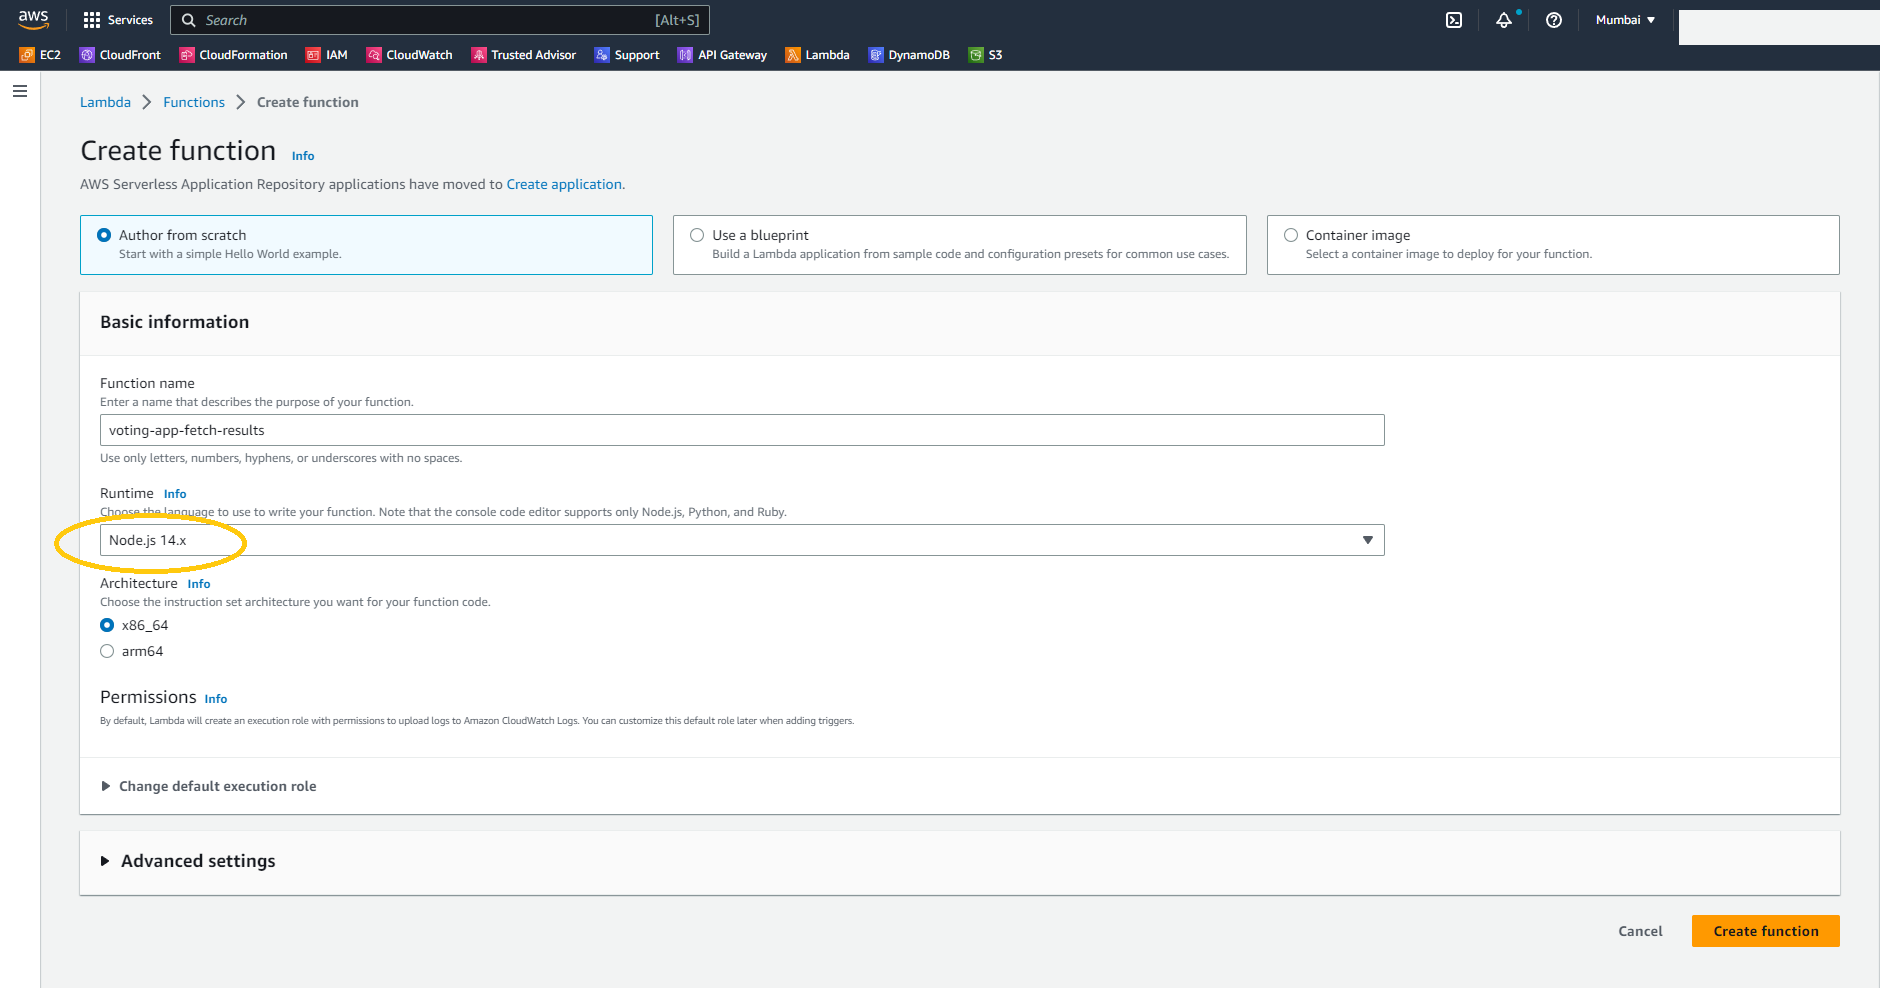 aws Services Search [Alt+S] Mumbai
EC2 CloudFront CloudFormation IAM CloudWatch Trusted Advisor Support API Gateway Lambda DynamoDB S3
Lambda Functions Create function
Create function Info
AWS Serverless Application Repository applications have moved to Create application.
Author from scratch
Start with a simple Hello World example.
Use a blueprint
Build a Lambda application from sample code and configuration presets for common use cases.
Container image
Select a container image to deploy for your function.
Basic information
Function name
Enter a name that describes the purpose of your function.
voting-app-fetch-results
Use only letters, numbers, hyphens, or underscores with no spaces.
Runtime Info
Choose the language to use to write your function. Note that the console code editor supports only Node.js, Python, and Ruby.
Node.js 14.x
Architecture Info
Choose the instruction set architecture you want for your function code.
x86_64
arm64
Permissions Info
By default, Lambda will create an execution role with permissions to upload logs to Amazon CloudWatch Logs. You can customize this default role later when adding triggers.
Change default execution role
Advanced settings
Cancel Create function